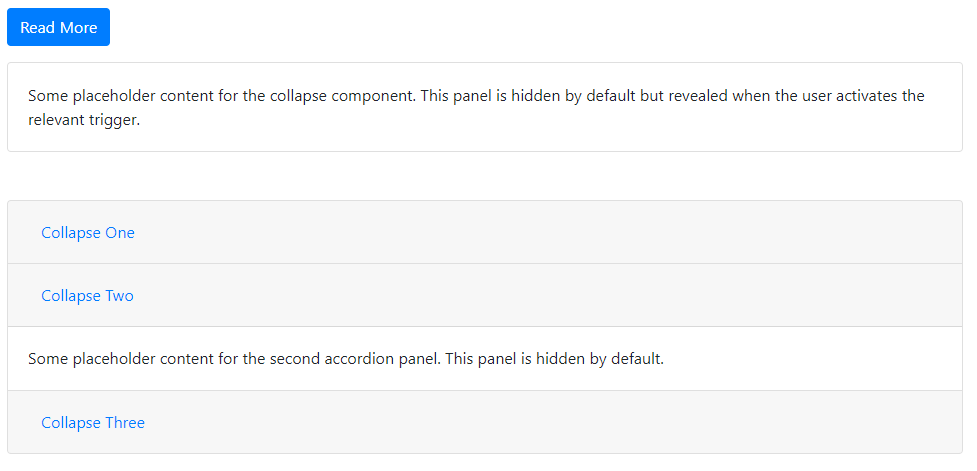 Read More
Some placeholder content for the collapse component. This panel is hidden by default but revealed when the user activates the
relevant trigger.
Collapse One
Collapse Two
Some placeholder content for the second accordion panel. This panel is hidden by default.
Collapse Three